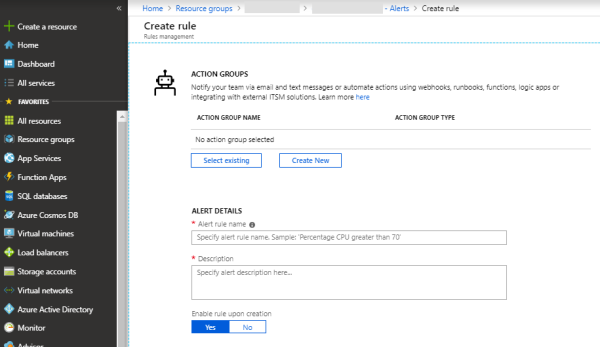 «
Home > Resource groups > > - Alerts > Create rule
Create rule
Rules management
+ Create a resource
Home
Dashboard
All services
FAVORITES
All resources
Resource groups
App Services
Function Apps
SQL databases
Azure Cosmos DB
Virtual machines
Load balancers
Storage accounts
Virtual networks
Azure Active Directory
Monitor
Advisor
ACTION GROUPS
Notify your team via email and text messages or automate actions using webhooks, runbooks, functions, logic apps or
integrating with external ITSM solutions. Learn more here
ACTION GROUP NAME ACTION GROUP TYPE
No action group selected
Select existing Create New
ALERT DETAILS
* Alert rule name
Specify alert rule name. Sample: 'Percentage CPU greater than 70'
* Description
Specify alert description here...
Enable rule upon creation
Yes No